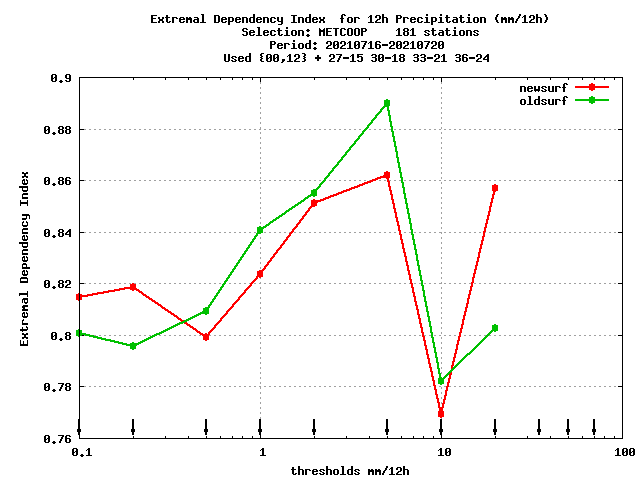 Extremal Dependency Index  for 12h Precipitation (mm/12h)
Selection: METCOOP    181 stations
Period: 20210716-20210720
Used {00,12} + 27-15 30-18 33-21 36-24
newsurf
oldsurf
0.9
0.88
0.86
0.84
0.82
0.8
0.78
0.76
Extremal Dependency Index
0.1 1 10 100
thresholds mm/12h